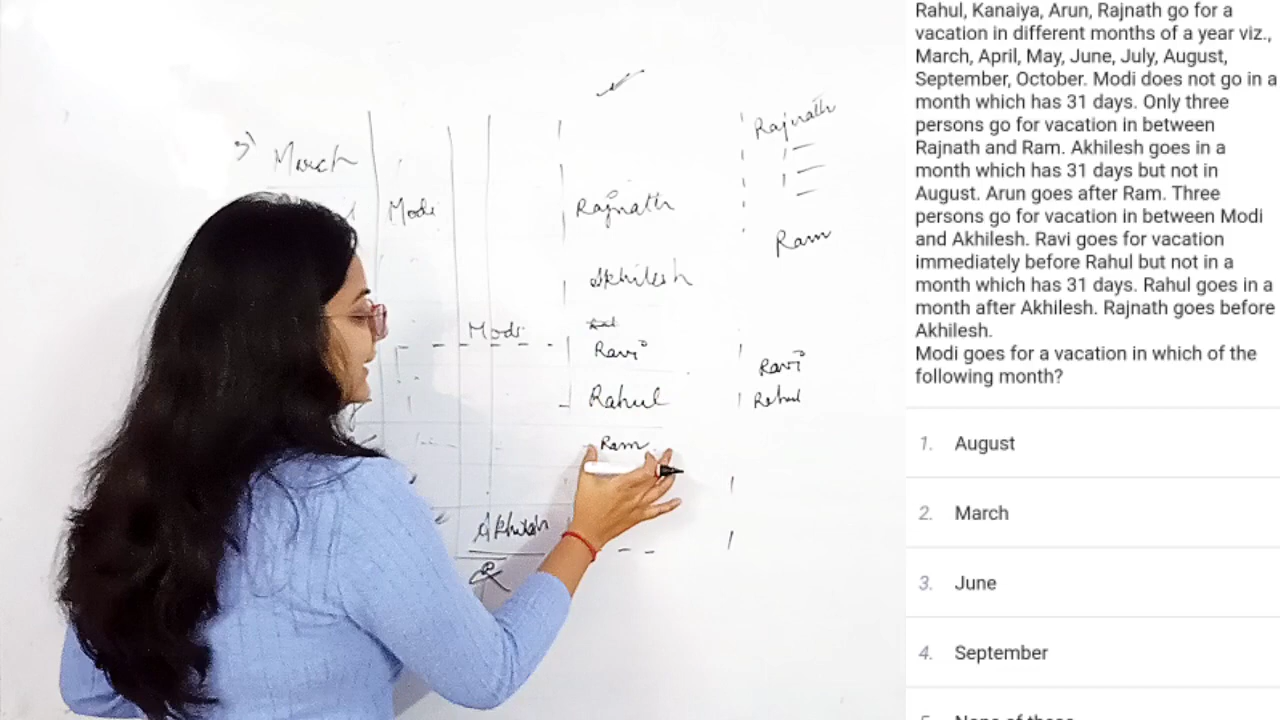 March
Modi
Rajnath
Akhilesh
Modi
Ravi
Rahul
Ram
Akhilesh
Rajnath
Ram
Ravi
Rahul
Rahul, Kanaiya, Arun, Rajnath go for a
vacation in different months of a year viz.,
March, April, May, June, July, August,
September, October. Modi does not go in a
month which has 31 days. Only three
persons go for vacation in between
Rajnath and Ram. Akhilesh goes in a
month which has 31 days but not in
August. Arun goes after Ram. Three
persons go for vacation in between Modi
and Akhilesh. Ravi goes for vacation
immediately before Rahul but not in a
month which has 31 days. Rahul goes in a
month after Akhilesh. Rajnath goes before
Akhilesh.
Modi goes for a vacation in which of the
following month?
1. August
2. March
3. June
4. September